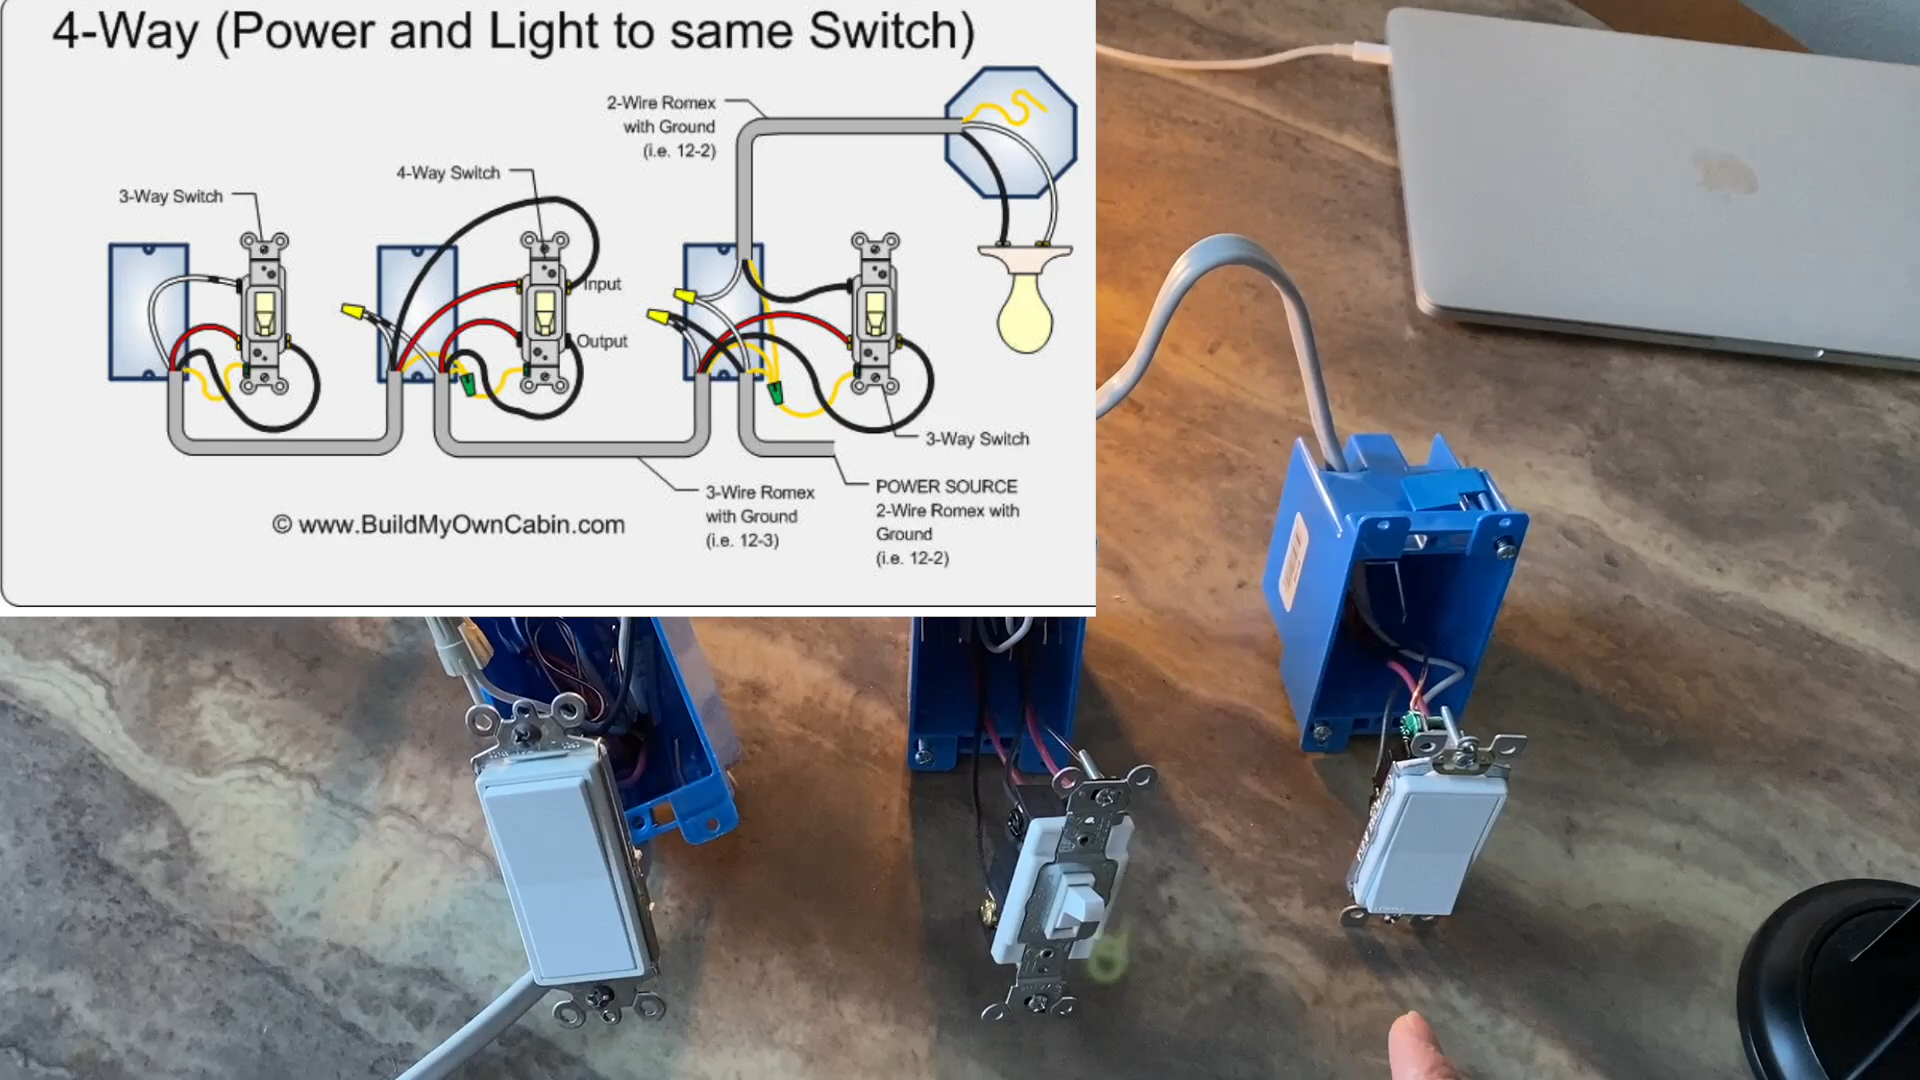 4-Way (Power and Light to same Switch)
2-Wire Romex
with Ground
(i.e. 12-2)
4-Way Switch
3-Way Switch
Input
Output
3-Way Switch
3-Wire Romex
with Ground
(i.e. 12-3)
POWER SOURCE
2-Wire Romex with
Ground
(i.e. 12-2)
© www.BuildMyOwnCabin.com